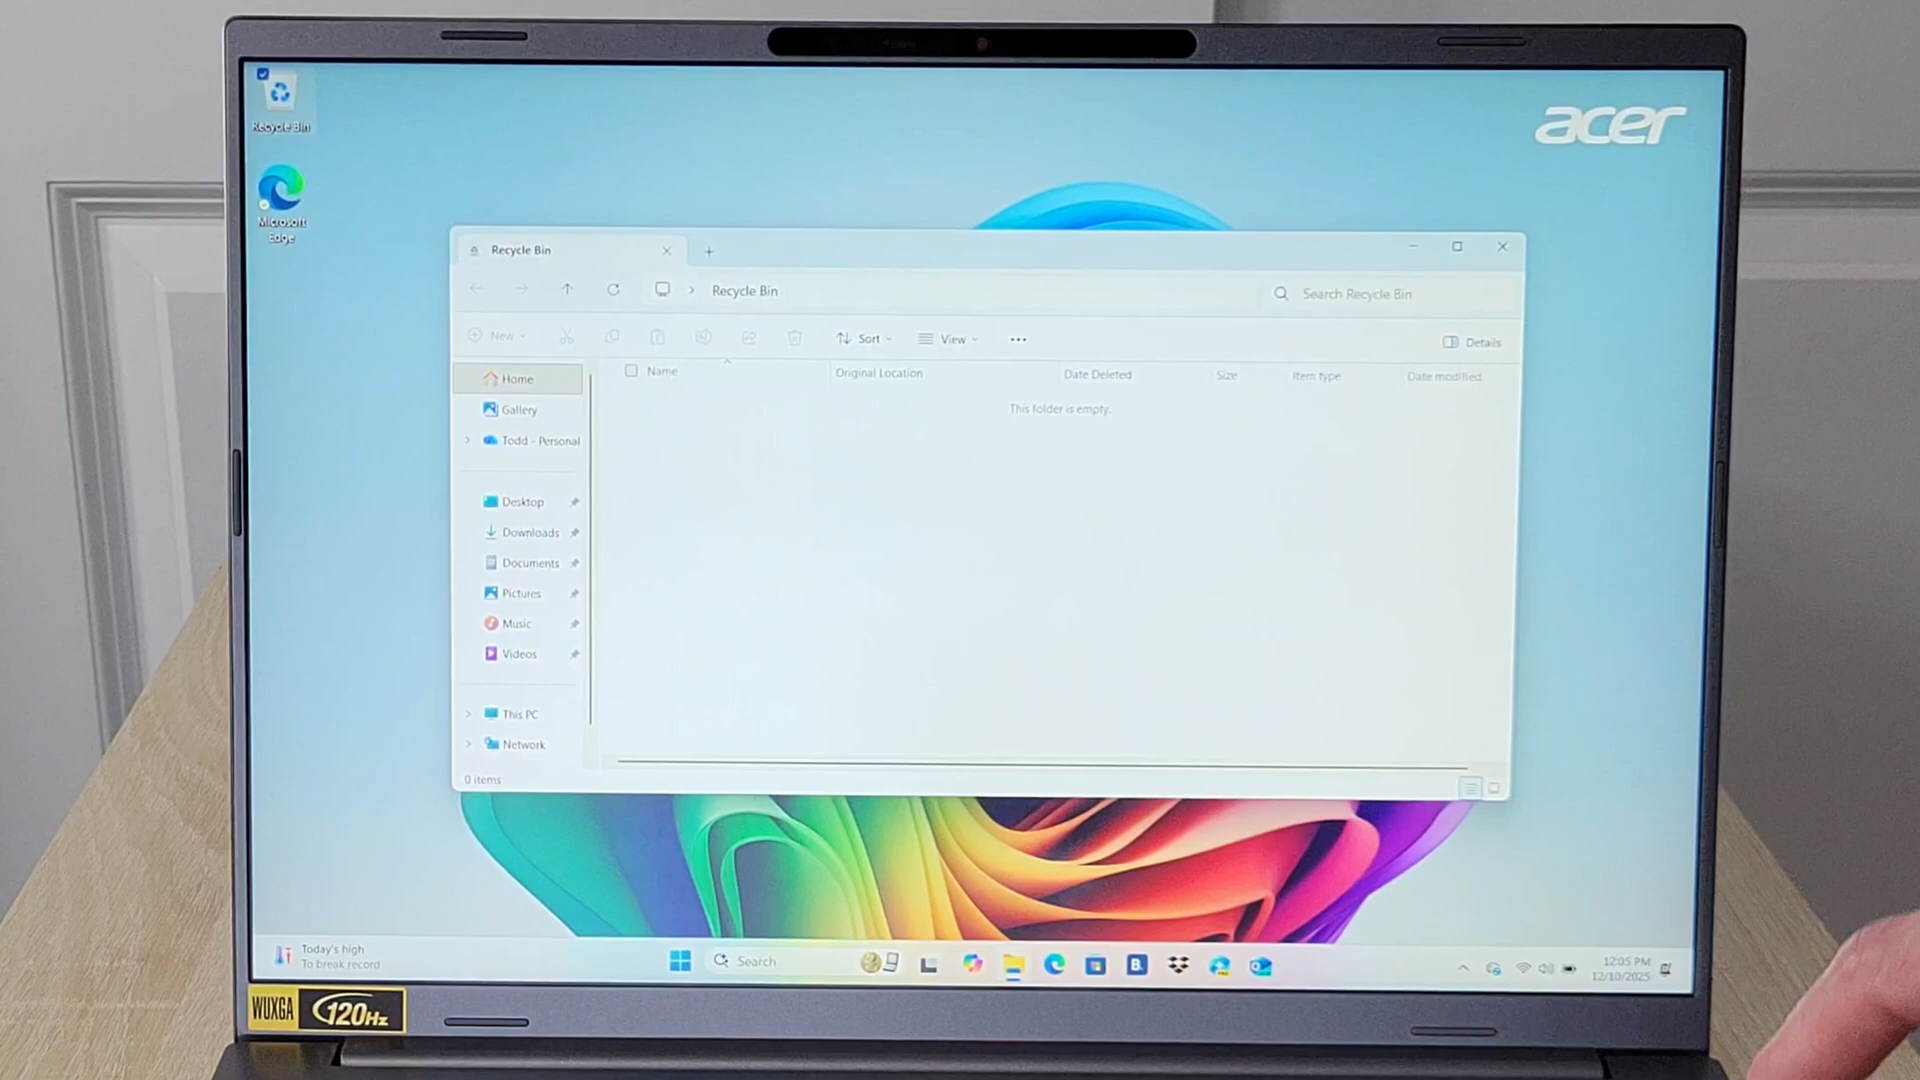 Recycle Bin
acer
Microsoft
Edge
Recycle Bin
Recycle Bin
Search Recycle Bin
New
Sort
View
Details
Name
Original Location
Date Deleted
Size
Item type
Date modified
This folder is empty.
Home
Gallery
Todd - Personal
Desktop
Downloads
Documents
Pictures
Music
Videos
This PC
Network
0 items
Today's high
To break record
Search
B.
12:05 PM
12/10/2025
WUXGA
120Hz